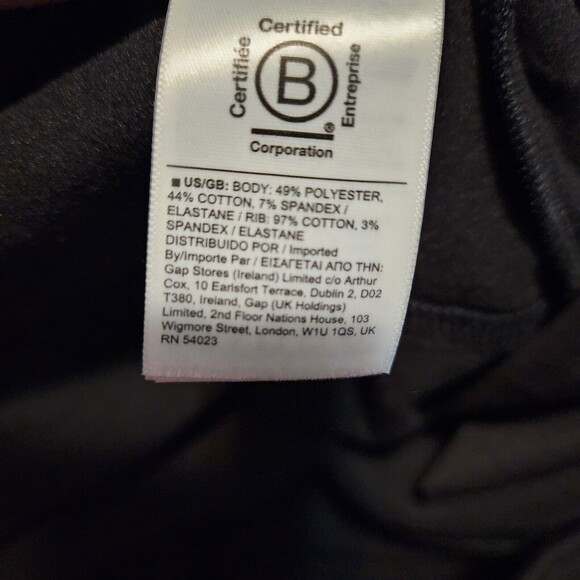 Certified
Certifiée
B
Entreprise
®
Corporation
■ US/GB: BODY: 49% POLYESTER,
44% COTTON, 7% SPANDEX /
ELASTANE / RIB: 97% COTTON, 3%
SPANDEX / ELASTANE
DISTRIBUIDO POR / Imported
By/Importe Par / ΕΙΣΑΓΕΤΑΙ ΑΠΟ ΤΗΝ:
Gap Stores (Ireland) Limited c/o Arthur
Cox, 10 Earlsfort Terrace, Dublin 2, D02
T380, Ireland, Gap (UK Holdings)
Limited, 2nd Floor Nations House, 103
Wigmore Street, London, W1U 1QS, UK
RN 54023